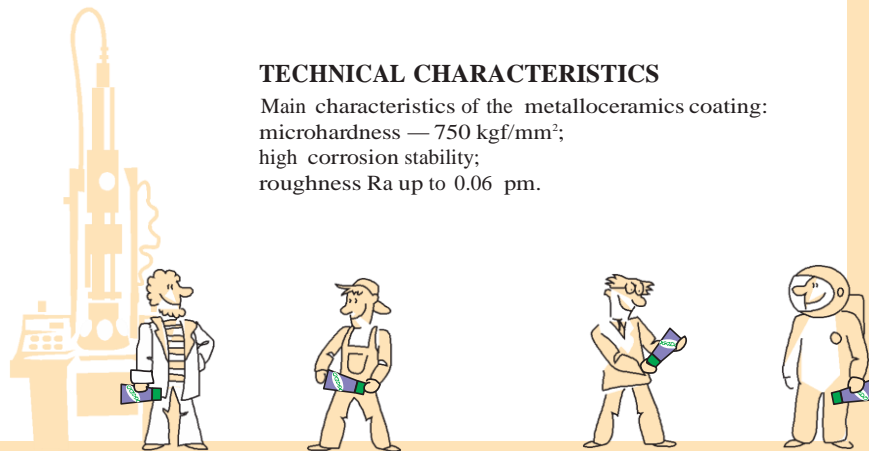 TECHNICAL CHARACTERISTICS
Main characteristics of the metalloceramics coating:
microhardness — 750 kgf/mm²;
high corrosion stability;
roughness Ra up to 0.06 pm.